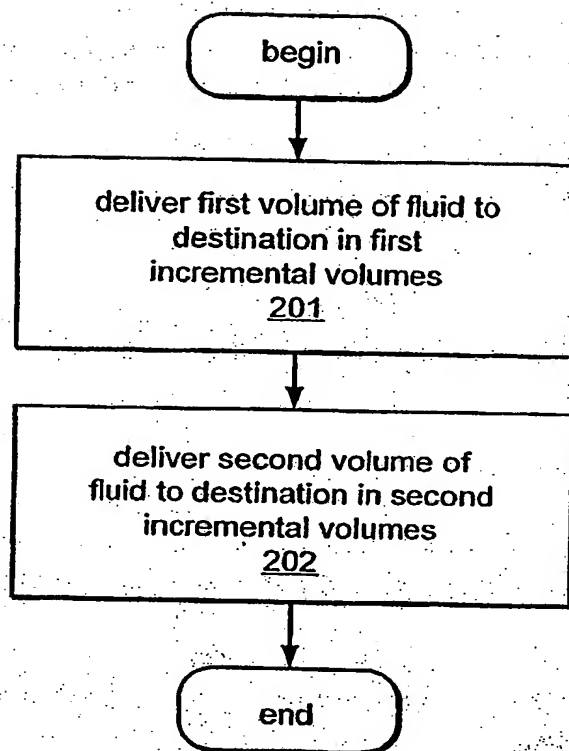 begin
deliver first volume of fluid to
destination in first
incremental volumes
201
deliver second volume of
fluid to destination in second
incremental volumes
202
end